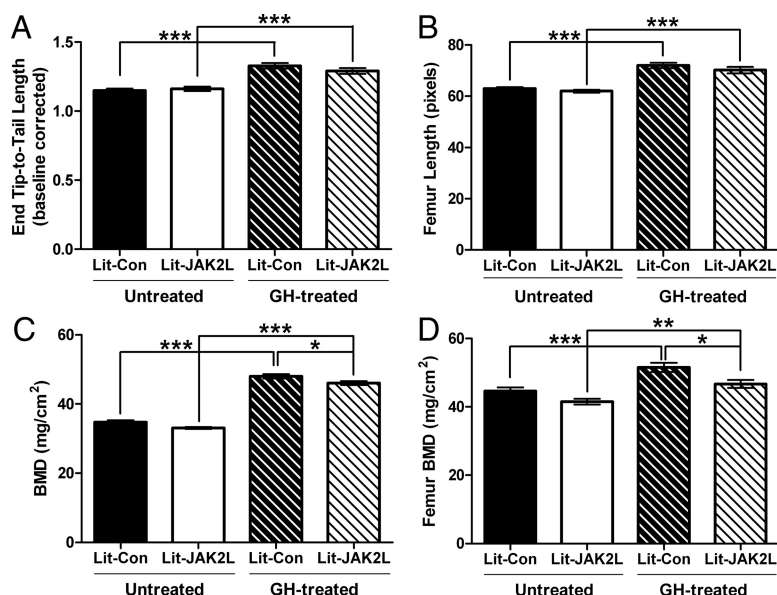 A
***
***
End Tip-to-Tail Length
(baseline corrected)
1.5
1.0
0.5
0.0
Lit-Con Lit-JAK2L Lit-Con Lit-JAK2L
Untreated GH-treated
B
***
***
Femur Length (pixels)
80
60
40
20
0
Lit-Con Lit-JAK2L Lit-Con Lit-JAK2L
Untreated GH-treated
C
***
***
*
BMD (mg/cm²)
60
40
20
0
Lit-Con Lit-JAK2L Lit-Con Lit-JAK2L
Untreated GH-treated
D
**
***
*
Femur BMD (mg/cm²)
60
40
20
0
Lit-Con Lit-JAK2L Lit-Con Lit-JAK2L
Untreated GH-treated